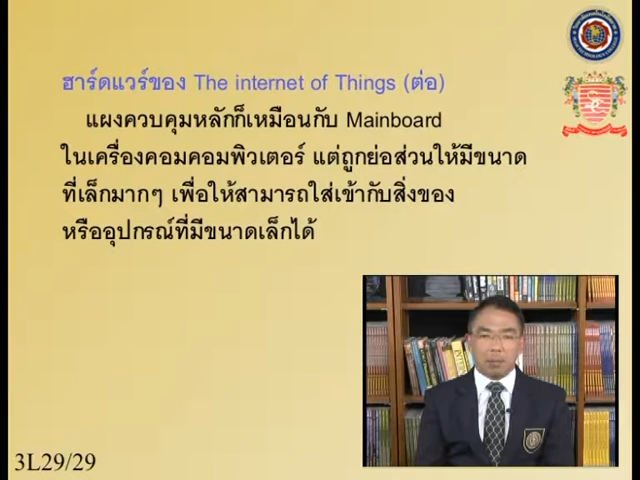 ฮาร์ดแวร์ของ The internet of Things (ต่อ)
แผงควบคุมหลักก็เหมือนกับ Mainboard
ในเครื่องคอมคอมพิวเตอร์ แต่ถูกย่อส่วนให้มีขนาด
ที่เล็กมากๆ เพื่อให้สามารถใส่เข้ากับสิ่งของ
หรืออุปกรณ์ที่มีขนาดเล็กได้
3L29/29